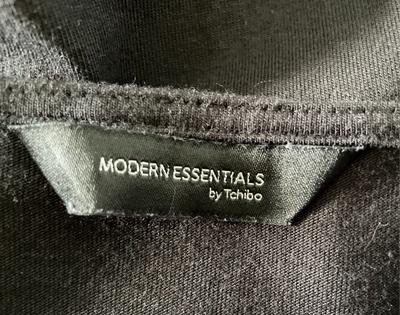 MODERN ESSENTIALS
by Tchibo